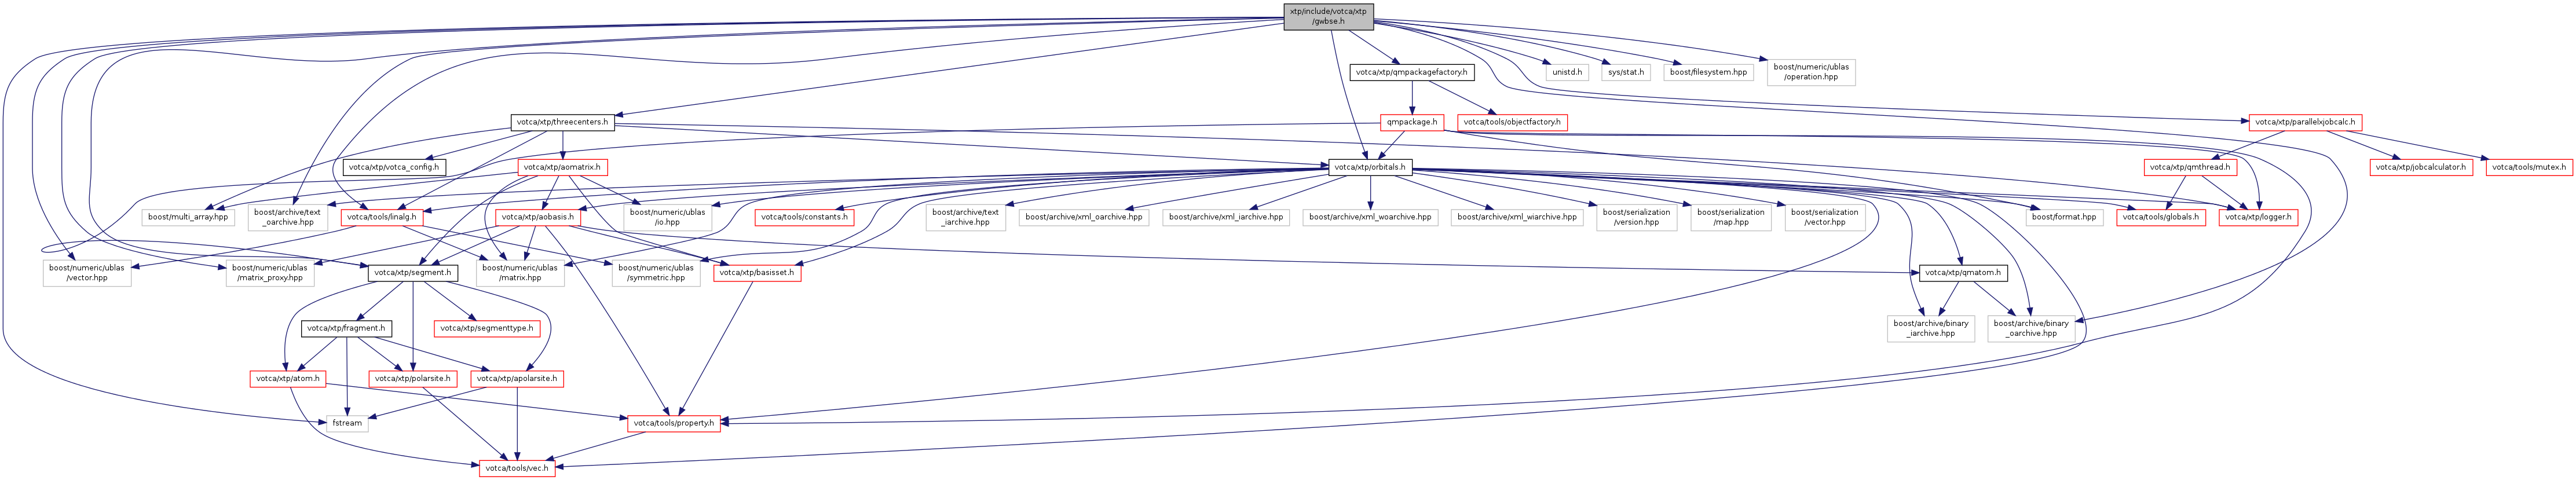 xtp/include/votca/xtp
/gwbse.h
votca/xtp/qmpackagefactory.h
unistd.h
sys/stat.h
boost/filesystem.hpp
boost/numeric/ublas
/operation.hpp
votca/xtp/threecenters.h
qmpackage.h
votca/tools/objectfactory.h
votca/xtp/parallelxjobcalc.h
votca/xtp/votca_config.h
votca/xtp/aomatrix.h
votca/xtp/orbitals.h
votca/xtp/qmthread.h
votca/xtp/jobcalculator.h
votca/tools/mutex.h
boost/multi_array.hpp
boost/archive/text
_oarchive.hpp
votca/tools/linalg.h
votca/xtp/aobasis.h
boost/numeric/ublas
/io.hpp
votca/tools/constants.h
boost/archive/text
_iarchive.hpp
boost/archive/xml_oarchive.hpp
boost/archive/xml_iarchive.hpp
boost/archive/xml_woarchive.hpp
boost/archive/xml_wiarchive.hpp
boost/serialization
/version.hpp
boost/serialization
/map.hpp
boost/serialization
/vector.hpp
boost/format.hpp
votca/tools/globals.h
votca/xtp/logger.h
boost/numeric/ublas
/vector.hpp
boost/numeric/ublas
/matrix_proxy.hpp
votca/xtp/segment.h
boost/numeric/ublas
/matrix.hpp
boost/numeric/ublas
/symmetric.hpp
votca/xtp/basisset.h
votca/xtp/qmatom.h
votca/xtp/fragment.h
votca/xtp/segmenttype.h
boost/archive/binary
_iarchive.hpp
boost/archive/binary
_oarchive.hpp
votca/xtp/atom.h
votca/xtp/polarsite.h
votca/xtp/apolarsite.h
fstream
votca/tools/property.h
votca/tools/vec.h